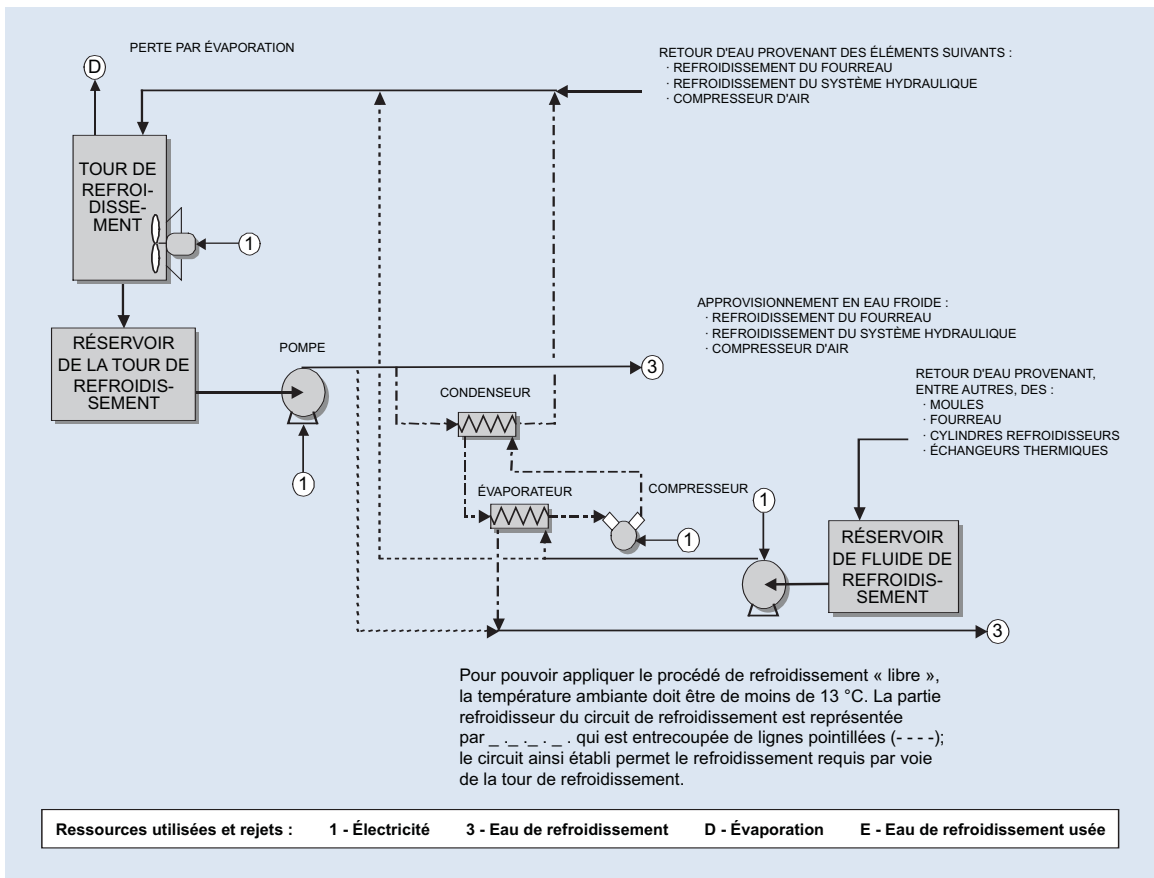 PERTE PAR ÉVAPORATION
D
RETOUR D'EAU PROVENANT DES ÉLÉMENTS SUIVANTS :
· REFROIDISSEMENT DU FOURREAU
· REFROIDISSEMENT DU SYSTÈME HYDRAULIQUE
· COMPRESSEUR D'AIR
TOUR DE
REFROI-
DISSE-
MENT
1
APPROVISIONNEMENT EN EAU FROIDE :
· REFROIDISSEMENT DU FOURREAU
· REFROIDISSEMENT DU SYSTÈME HYDRAULIQUE
· COMPRESSEUR D'AIR
RÉSERVOIR
DE LA TOUR DE
REFROIDIS-
SEMENT
POMPE
3
1
CONDENSEUR
RETOUR D'EAU PROVENANT,
ENTRE AUTRES, DES :
· MOULES
· FOURREAU
· CYLINDRES REFROIDISSEURS
· ÉCHANGEURS THERMIQUES
ÉVAPORATEUR
COMPRESSEUR
1
1
RÉSERVOIR
DE FLUIDE DE
REFROIDIS-
SEMENT
3
Pour pouvoir appliquer le procédé de refroidissement « libre »,
la température ambiante doit être de moins de 13 °C. La partie
refroidisseur du circuit de refroidissement est représentée
par _ ._ ._ . _ . qui est entrecoupée de lignes pointillées (- - - -);
le circuit ainsi établi permet le refroidissement requis par voie
de la tour de refroidissement.
Ressources utilisées et rejets : 1 - Électricité 3 - Eau de refroidissement D - Évaporation E - Eau de refroidissement usée